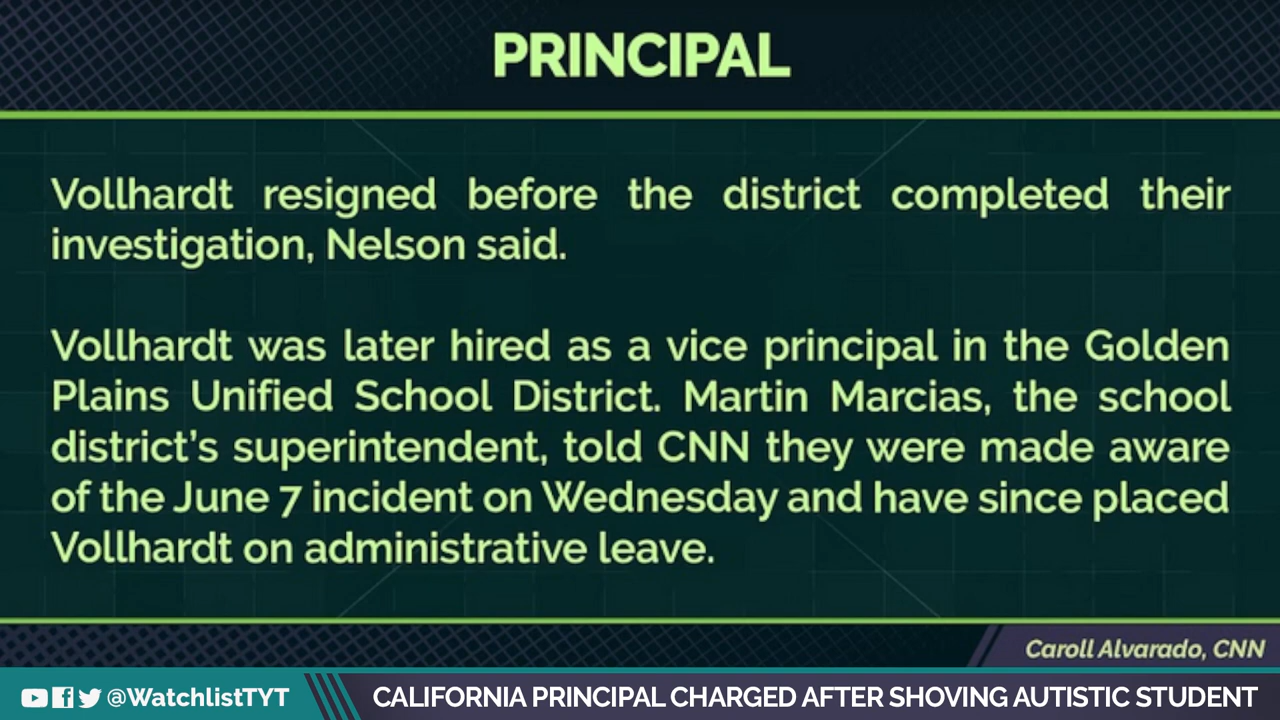 PRINCIPAL
Vollhardt resigned before the district completed their
investigation, Nelson said.
Vollhardt was later hired as a vice principal in the Golden
Plains Unified School District. Martin Marcias, the school
district's superintendent, told CNN they were made aware
of the June 7 incident on Wednesday and have since placed
Vollhardt on administrative leave.
Caroll Alvarado, CNN
@WatchlistTYT
CALIFORNIA PRINCIPAL CHARGED AFTER SHOVING AUTISTIC STUDENT